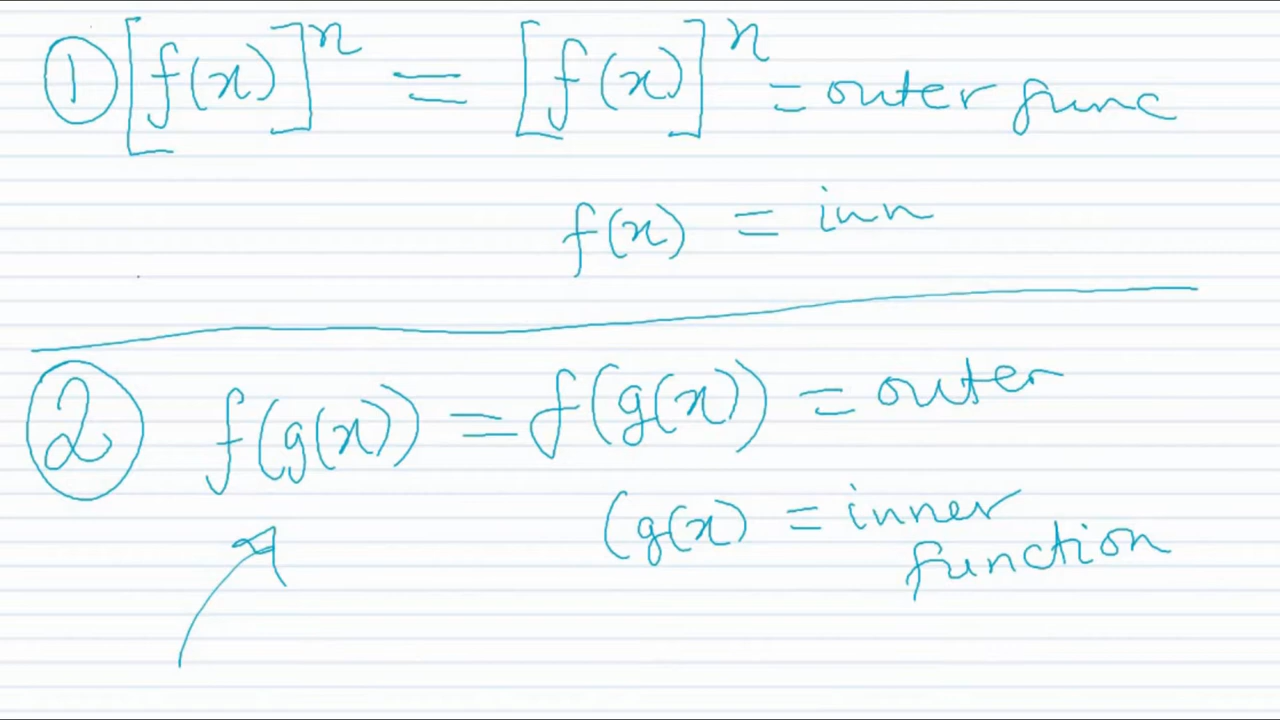 ① [f(x)]ⁿ = [f(x)]ⁿ = outer func
f(x) = inn
② f(g(x)) = f(g(x)) = outer
(g(x) = inner
function